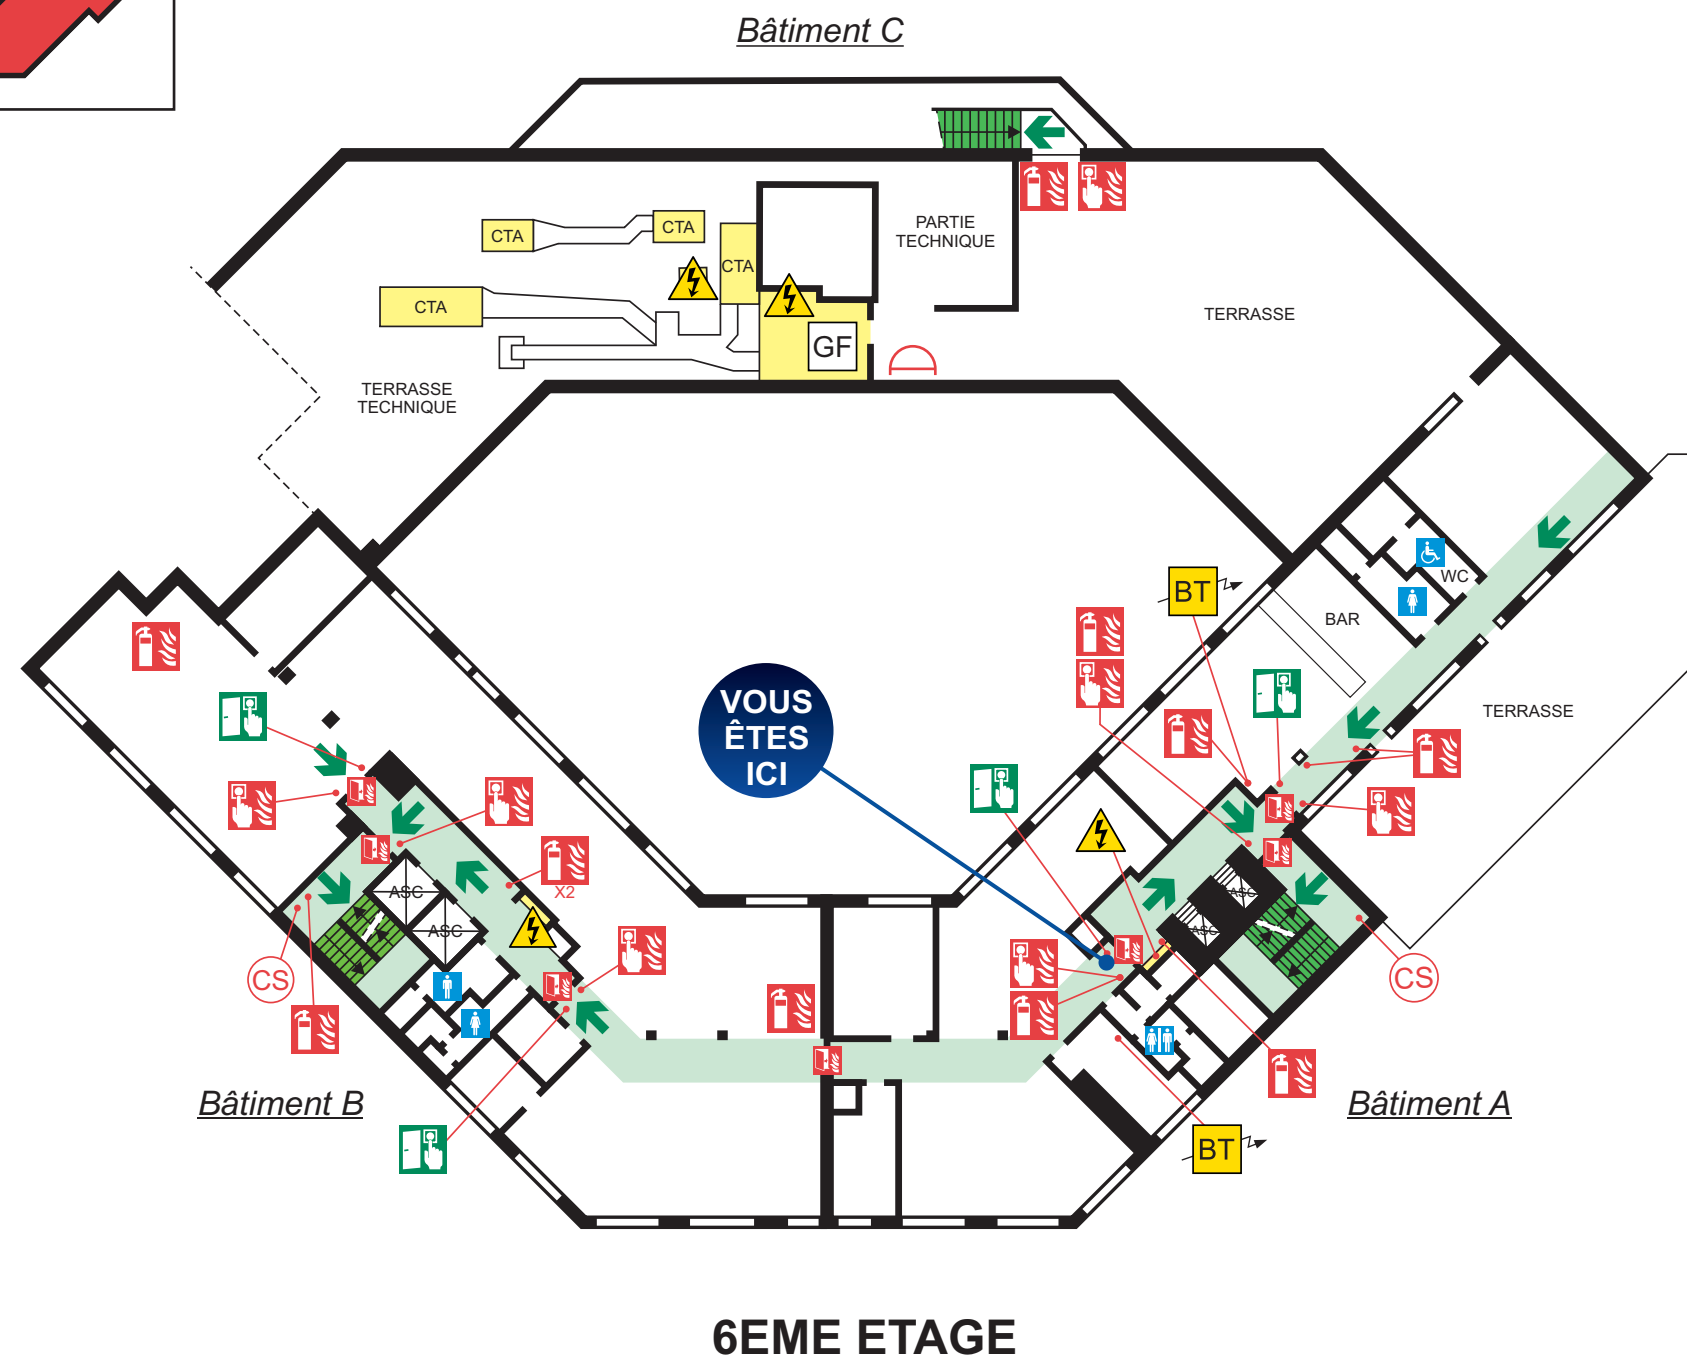 Bâtiment C
PARTIE
TECHNIQUE
CTA
CTA
CTA
CTA
GF
TERRASSE
TERRASSE
TECHNIQUE
WC
BT
BAR
VOUS
ÊTES
ICI
TERRASSE
X2
ASC
ASC
ASC
ASC
CS
CS
Bâtiment B
Bâtiment A
BT
6EME ETAGE